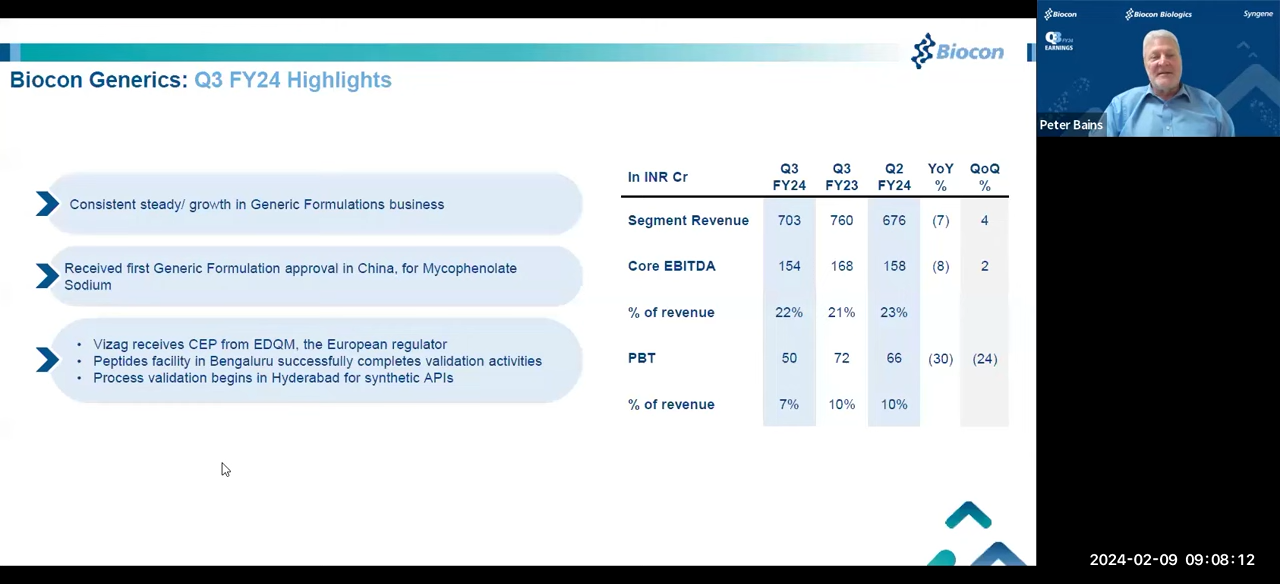 Biocon
Biocon Generics: Q3 FY24 Highlights
Consistent steady/ growth in Generic Formulations business
Received first Generic Formulation approval in China, for Mycophenolate
Sodium
• Vizag receives CEP from EDQM, the European regulator
• Peptides facility in Bengaluru successfully completes validation activities
• Process validation begins in Hyderabad for synthetic APIs
In INR Cr Q3 FY24 Q3 FY23 Q2 FY24 YoY % QoQ %
Segment Revenue 703 760 676 (7) 4
Core EBITDA 154 168 158 (8) 2
% of revenue 22% 21% 23%
PBT 50 72 66 (30) (24)
% of revenue 7% 10% 10%
Biocon Biocon Biologics Syngene
Q3 FY24
EARNINGS
Peter Bains
2024-02-09 09:08:12